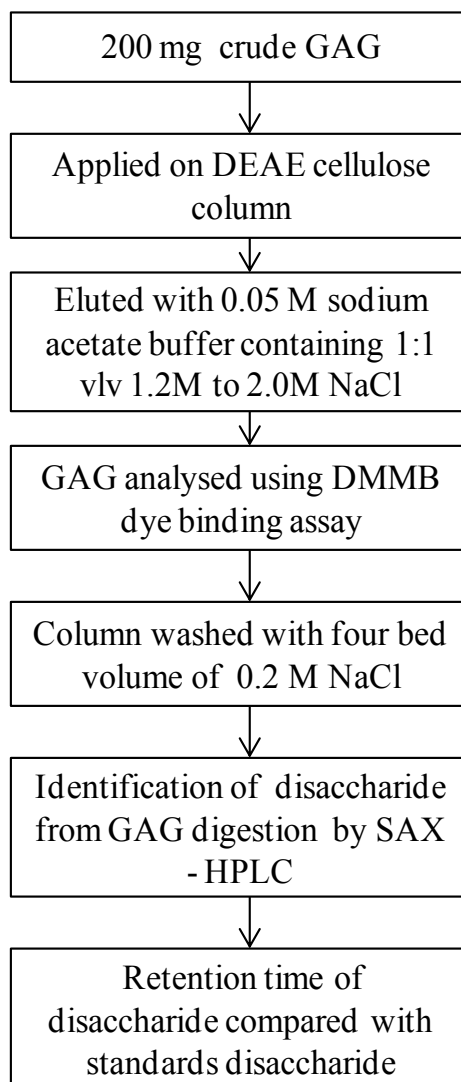 200 mg crude GAG
Applied on DEAE cellulose
column
Eluted with 0.05 M sodium
acetate buffer containing 1:1
vlv 1.2M to 2.0M NaCl
GAG analysed using DMMB
dye binding assay
Column washed with four bed
volume of 0.2 M NaCl
Identification of disaccharide
from GAG digestion by SAX
- HPLC
Retention time of
disaccharide compared with
standards disaccharide